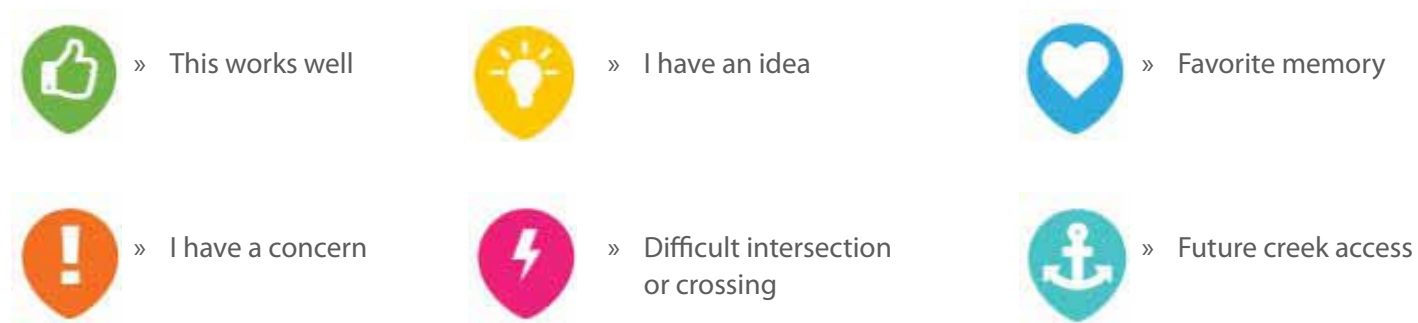 » This works well
» I have an idea
» Favorite memory
» I have a concern
» Difficult intersection
or crossing
» Future creek access